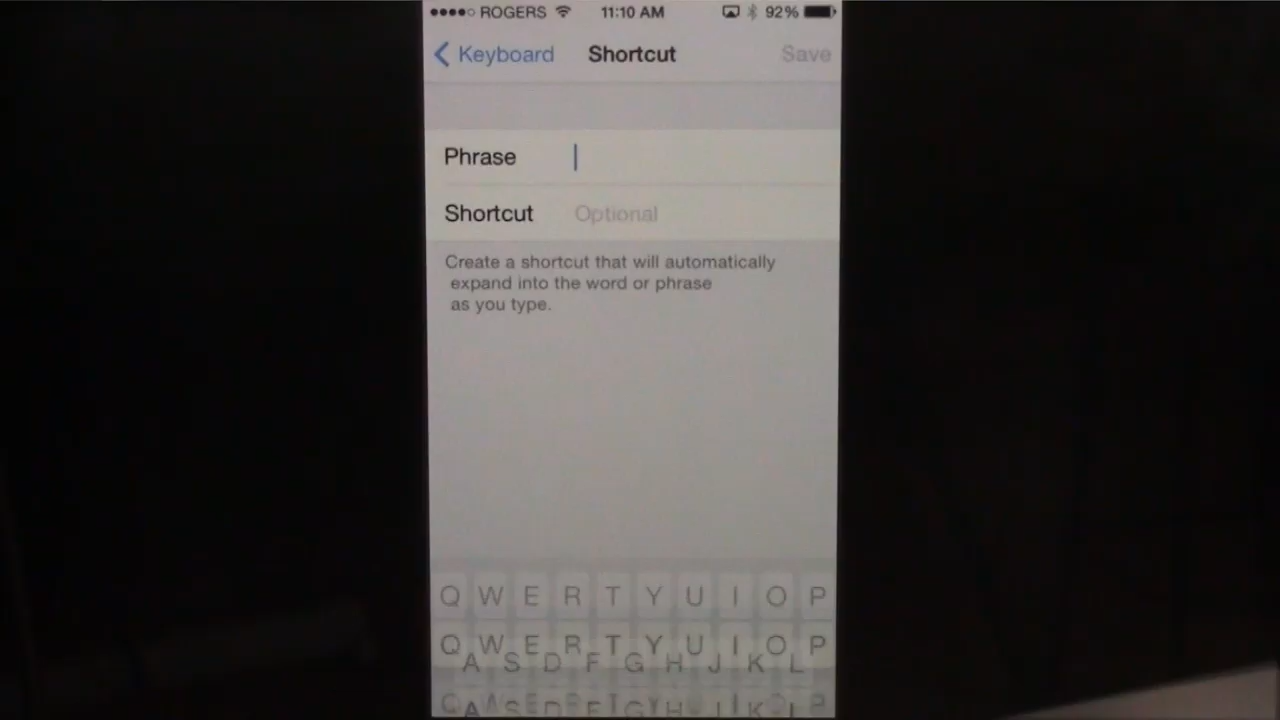 ROGERS 11:10 AM 92%
Keyboard Shortcut Save
Phrase
Shortcut Optional
Create a shortcut that will automatically
expand into the word or phrase
as you type.
Q W E R T Y U I O P
Q W E R T Y U I O P
A S D F G H J K L